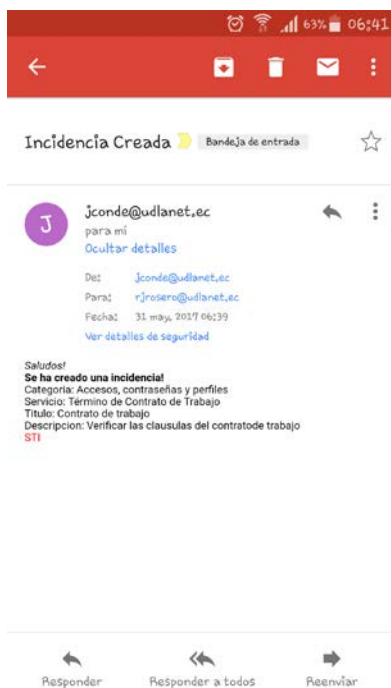 63% 06:41
Incidencia Creada Bandeja de entrada
J
jconde@udlanet.ec
para mí
Ocultar detalles
De: jconde@udlanet.ec
Para: rjrosero@udlanet.ec
Fecha: 31 may. 2017 06:39
Ver detalles de seguridad
Saludos!
Se ha creado una incidencia!
Categoria: Accesos, contraseñas y perfiles
Servicio: Término de Contrato de Trabajo
Titulo: Contrato de trabajo
Descripcion: Verificar las clausulas del contratode trabajo
STI
Responder Responder a todos Reenviar